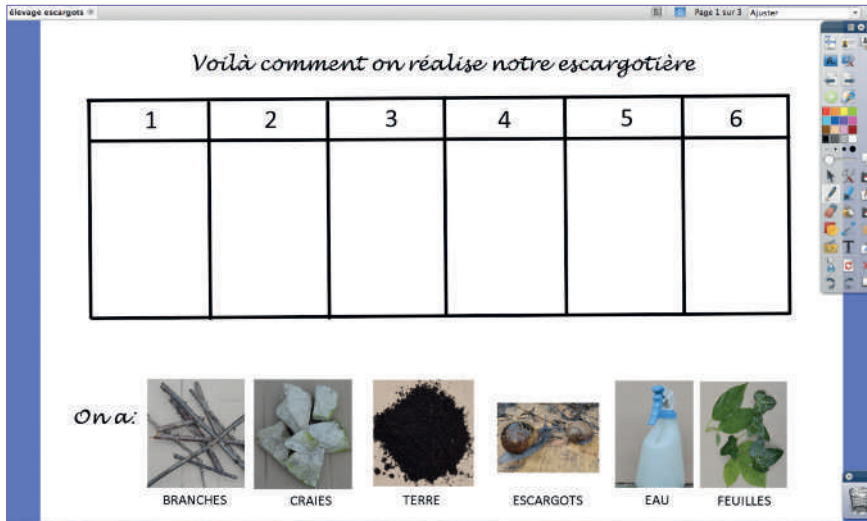 élevage escargots
Page 1 sur 3 Ajuster
Voilà comment on réalise notre escargotière
1 2 3 4 5 6
On a:
BRANCHES CRAIES TERRE ESCARGOTS EAU FEUILLES
T